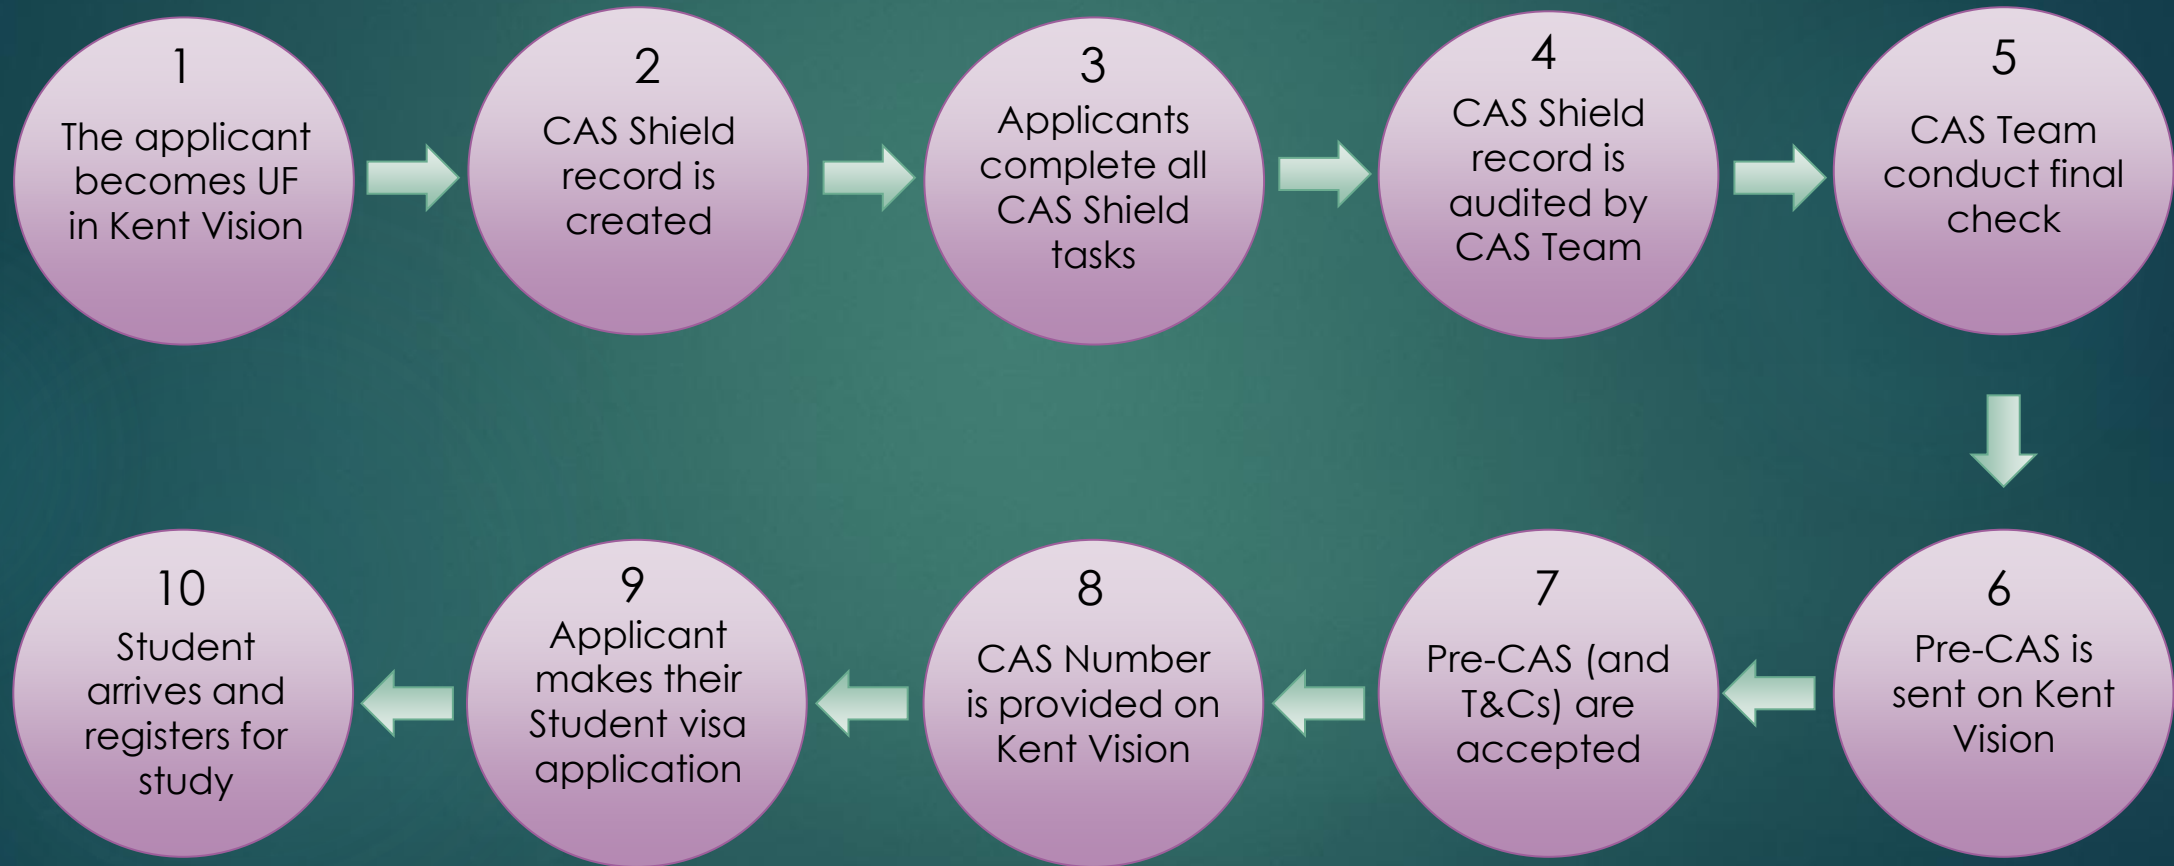 1
The applicant
becomes UF
in Kent Vision
2
CAS Shield
record is
created
3
Applicants
complete all
CAS Shield
tasks
4
CAS Shield
record is
audited by
CAS Team
5
CAS Team
conduct final
check
6
Pre-CAS is
sent on Kent
Vision
7
Pre-CAS (and
T&Cs) are
accepted
8
CAS Number
is provided on
Kent Vision
9
Applicant
makes their
Student visa
application
10
Student
arrives and
registers for
study